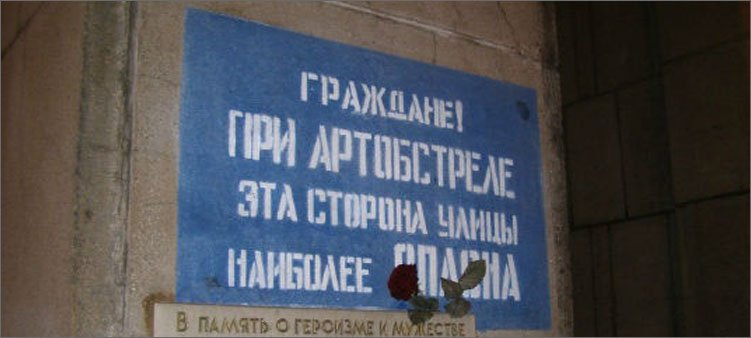 ГРАЖДАНЕ!
ПРИ АРТОБСТРЕЛЕ
ЭТА СТОРОНА УЛИЦЫ
НАИБОЛЕЕ ОПАСНА
В ПАМЯТЬ О ГЕРОИЗМЕ И МУЖЕСТВЕ